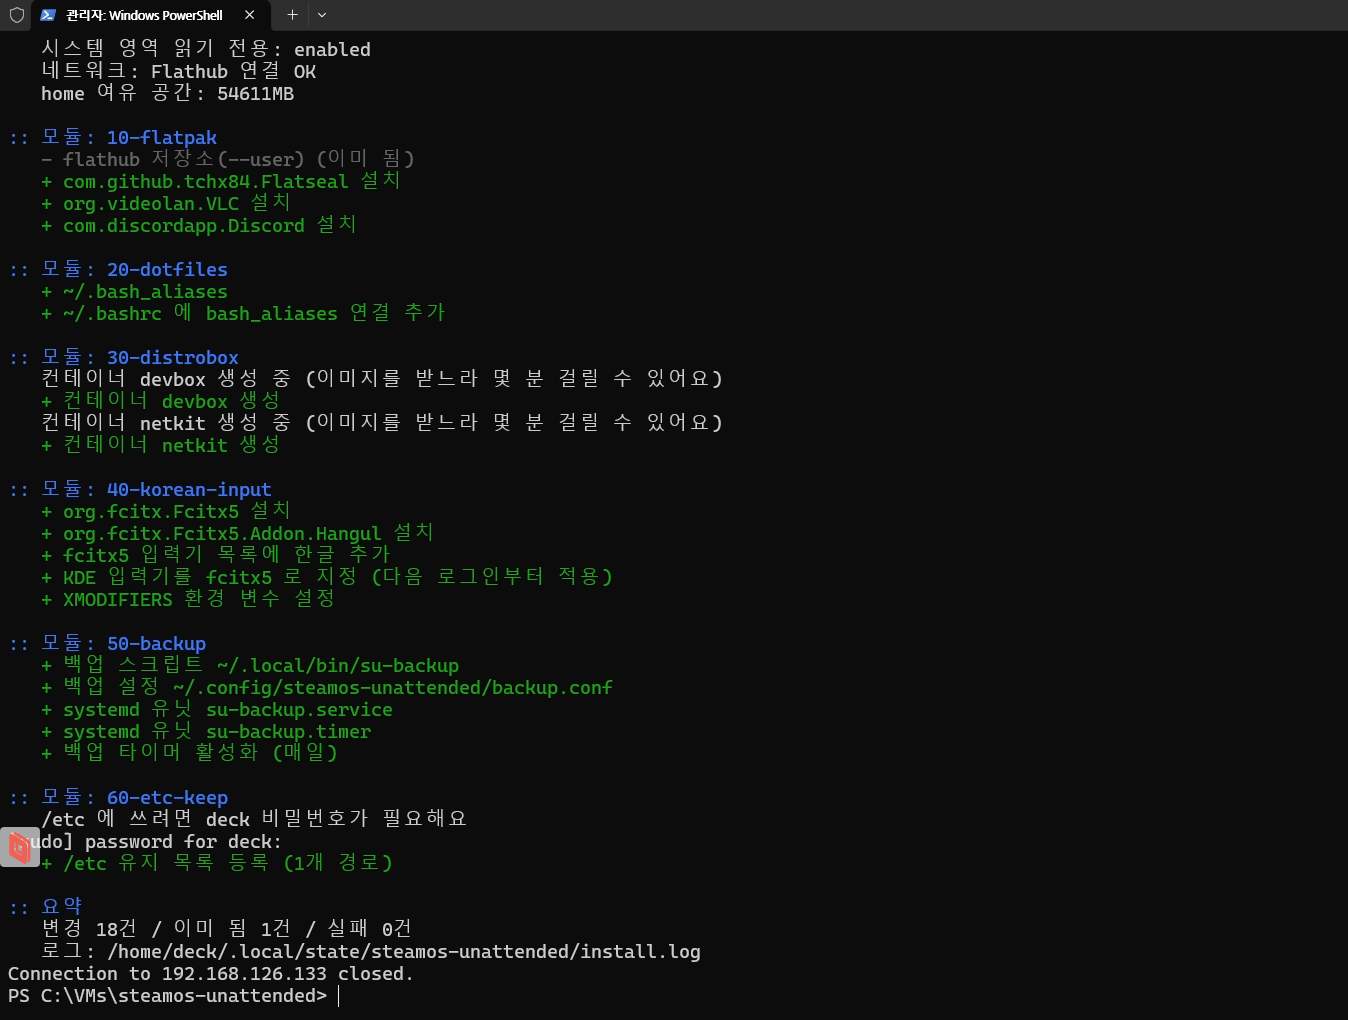 관리자: Windows PowerShell
시스템 영역 읽기 전용: enabled
네트워크: Flathub 연결 OK
home 여유 공간: 54611MB
:: 모듈: 10-flatpak
- flathub 저장소(--user) (이미 됨)
+ com.github.tchx84.Flatseal 설치
+ org.videolan.VLC 설치
+ com.discordapp.Discord 설치
:: 모듈: 20-dotfiles
+ ~/.bash_aliases
+ ~/.bashrc 에 bash_aliases 연결 추가
:: 모듈: 30-distrobox
컨테이너 devbox 생성 중 (이미지를 받느라 몇 분 걸릴 수 있어요)
+ 컨테이너 devbox 생성
컨테이너 netkit 생성 중 (이미지를 받느라 몇 분 걸릴 수 있어요)
+ 컨테이너 netkit 생성
:: 모듈: 40-korean-input
+ org.fcitx.Fcitx5 설치
+ org.fcitx.Fcitx5.Addon.Hangul 설치
+ fcitx5 입력기 목록에 한글 추가
+ KDE 입력기를 fcitx5 로 지정 (다음 로그인부터 적용)
+ XMODIFIERS 환경 변수 설정
:: 모듈: 50-backup
+ 백업 스크립트 ~/.local/bin/su-backup
+ 백업 설정 ~/.config/steamos-unattended/backup.conf
+ systemd 유닛 su-backup.service
+ systemd 유닛 su-backup.timer
+ 백업 타이머 활성화 (매일)
:: 모듈: 60-etc-keep
/etc 에 쓰려면 deck 비밀번호가 필요해요
udo] password for deck:
+ /etc 유지 목록 등록 (1개 경로)
:: 요약
변경 18건 / 이미 됨 1건 / 실패 0건
로그: /home/deck/.local/state/steamos-unattended/install.log
Connection to 192.168.126.133 closed.
PS C:\VMs\steamos-unattended>